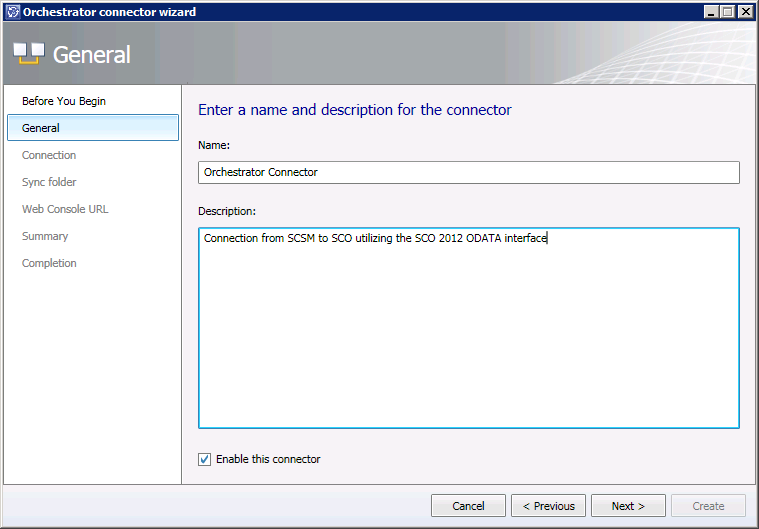 Orchestrator connector wizard
General
Before You Begin
General
Connection
Sync folder
Web Console URL
Summary
Completion
Enter a name and description for the connector
Name:
Orchestrator Connector
Description:
Connection from SCSM to SCO utilizing the SCO 2012 ODATA interface
Enable this connector
Cancel
< Previous
Next >
Create